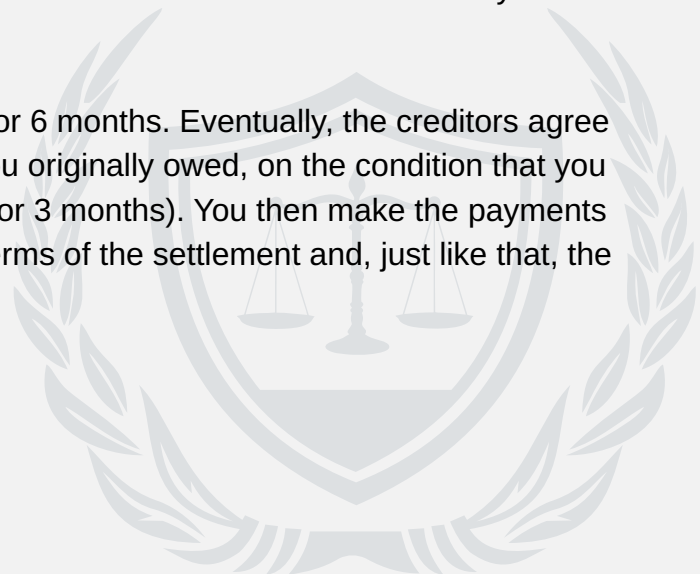 or 6 months. Eventually, the creditors agree
u originally owed, on the condition that you
or 3 months). You then make the payments
rms of the settlement and, just like that, the